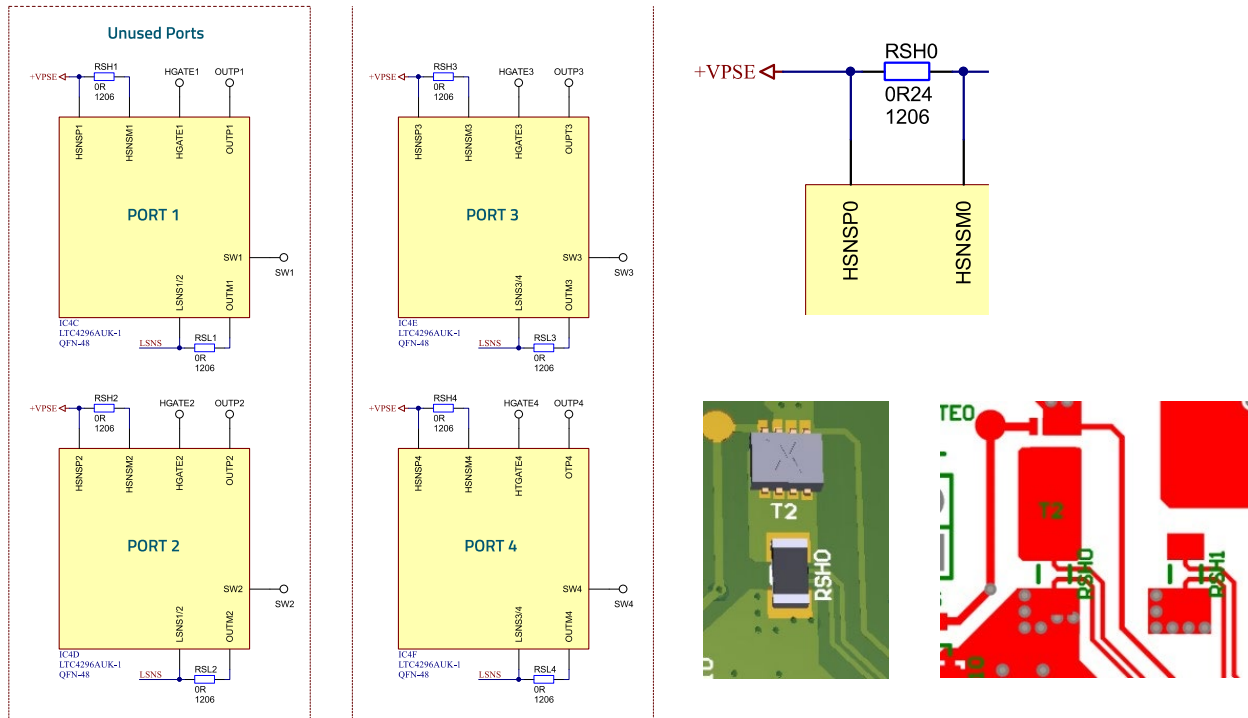 Unused Ports
+VPSE
RSH1
0R
1206
HGATE1
OUTP1
HSNSP1
HSNSM1
HGATE1
OUTP1
PORT 1
SW1
SW1
LSNS1/2
OUTM1
IC4C
LTC4296AUK-1
QFN-48
LSNS
RSL1
0R
1206
+VPSE
RSH2
0R
1206
HGATE2
OUTP2
HSNSP2
HSNSM2
HGATE2
OUTP2
PORT 2
SW2
SW2
LSNS1/2
OUTM2
IC4D
LTC4296AUK-1
QFN-48
LSNS
RSL2
0R
1206
+VPSE
RSH3
0R
1206
HGATE3
OUTP3
HSNSP3
HSNSM3
HGATE3
OUPT3
PORT 3
SW3
SW3
LSNS3/4
OUTM3
IC4E
LTC4296AUK-1
QFN-48
LSNS
RSL3
0R
1206
+VPSE
RSH4
0R
1206
HGATE4
OUTP4
HSNSP4
HSNSM4
HTGATE4
OTP4
PORT 4
SW4
SW4
LSNS3/4
OUTM4
IC4F
LTC4296AUK-1
QFN-48
LSNS
RSL4
0R
1206
+VPSE
RSH0
0R24
1206
HSNSP0
HSNSM0
T2
RSH0
TE0
T2
RSH0
RSH1